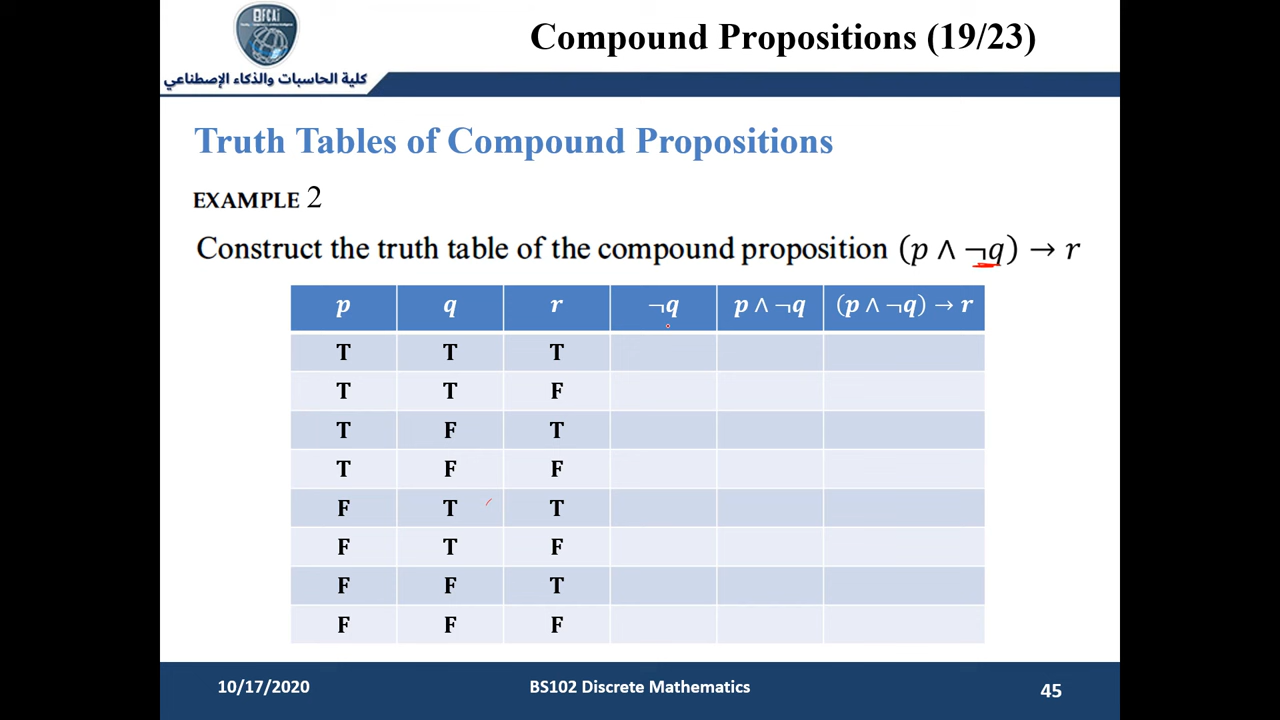 BFCAi
Compound Propositions (19/23)
كلية الحاسبات والذكاء الإصطناعي
Truth Tables of Compound Propositions
EXAMPLE 2
Construct the truth table of the compound proposition (p ∧ ¬q) → r
p q r ¬q p ∧ ¬q (p ∧ ¬q) → r
T T T
T T F
T F T
T F F
F T T
F T F
F F T
F F F
10/17/2020 BS102 Discrete Mathematics 45